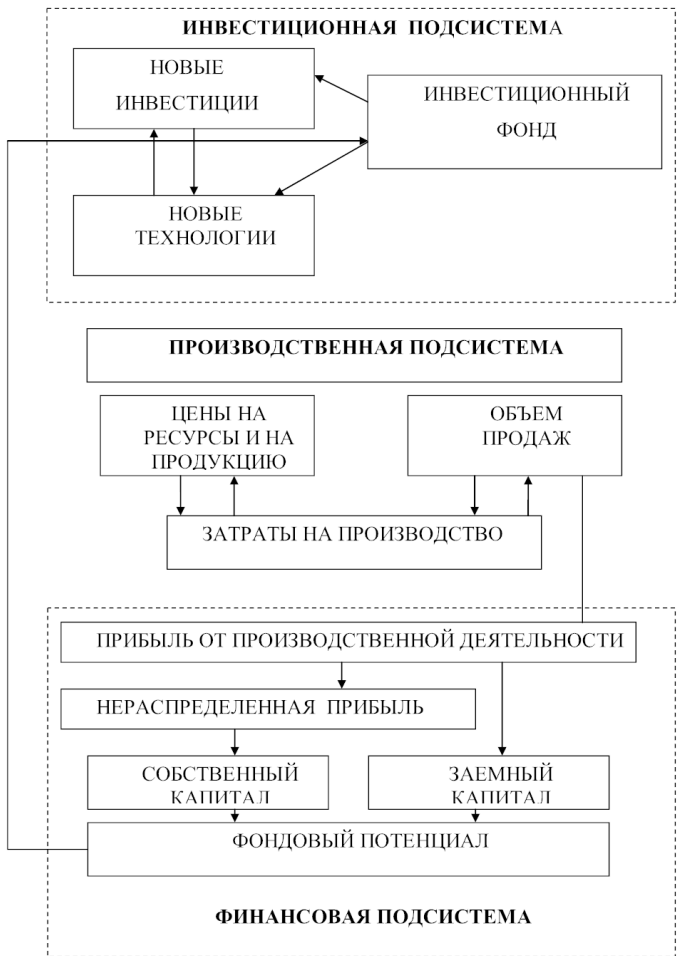 ИНВЕСТИЦИОННАЯ ПОДСИСТЕМА
НОВЫЕ
ИНВЕСТИЦИИ
ИНВЕСТИЦИОННЫЙ
ФОНД
НОВЫЕ
ТЕХНОЛОГИИ
ПРОИЗВОДСТВЕННАЯ ПОДСИСТЕМА
ЦЕНЫ НА
РЕСУРСЫ И НА
ПРОДУКЦИЮ
ОБЪЕМ
ПРОДАЖ
ЗАТРАТЫ НА ПРОИЗВОДСТВО
ПРИБЫЛЬ ОТ ПРОИЗВОДСТВЕННОЙ ДЕЯТЕЛЬНОСТИ
НЕРАСПРЕДЕЛЕННАЯ ПРИБЫЛЬ
СОБСТВЕННЫЙ
КАПИТАЛ
ЗАЕМНЫЙ
КАПИТАЛ
ФОНДОВЫЙ ПОТЕНЦИАЛ
ФИНАНСОВАЯ ПОДСИСТЕМА